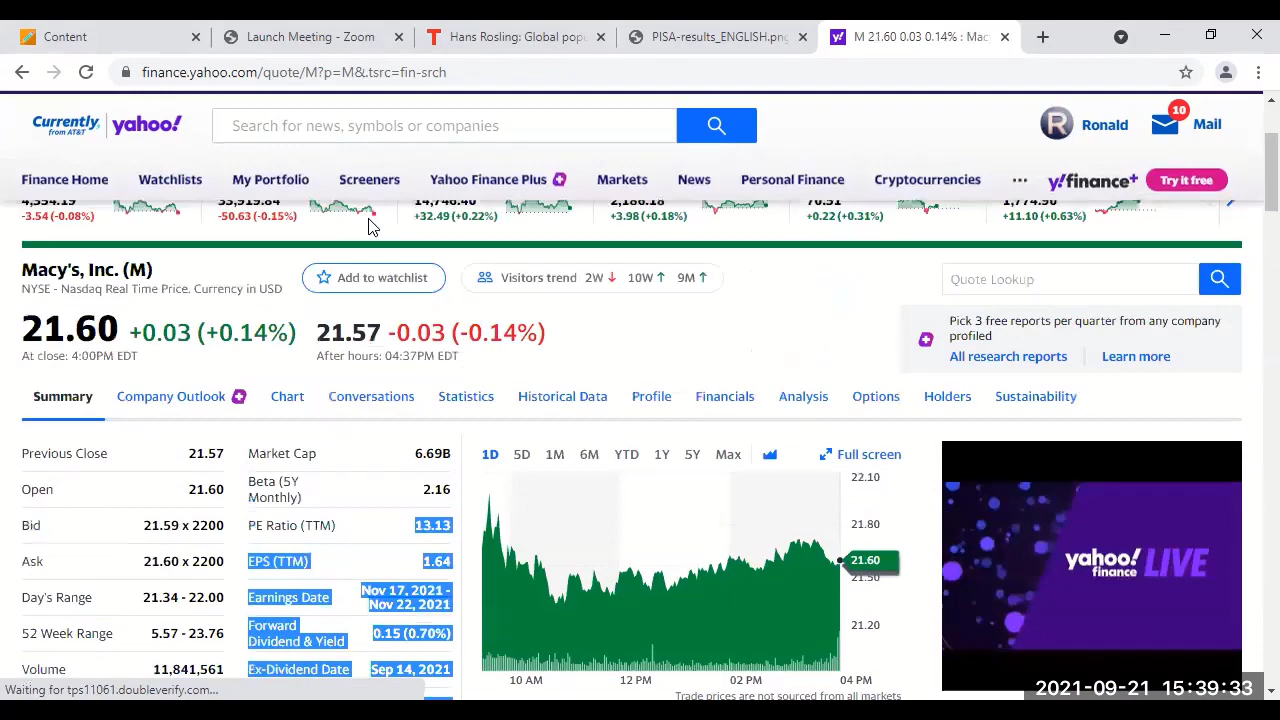 Content
Launch Meeting - Zoom
Hans Rosling: Global popu
PISA-results_ENGLISH.png
M 21.60 0.03 0.14% : Mac
finance.yahoo.com/quote/M?p=M&.tsrc=fin-srch
Currently, from AT&T
yahoo!
Search for news, symbols or companies
R
Ronald
10
Mail
Finance Home
Watchlists
My Portfolio
Screeners
Yahoo Finance Plus
Markets
News
Personal Finance
Cryptocurrencies
...
y!finance+
Try it free
-3.54 (-0.08%)
-50.63 (-0.15%)
+32.49 (+0.22%)
+3.98 (+0.18%)
+0.22 (+0.31%)
+11.10 (+0.63%)
Macy's, Inc. (M)
NYSE - Nasdaq Real Time Price. Currency in USD
Add to watchlist
Visitors trend 2W 10W 9M
Quote Lookup
21.60 +0.03 (+0.14%)
At close: 4:00PM EDT
21.57 -0.03 (-0.14%)
After hours: 04:37PM EDT
Pick 3 free reports per quarter from any company
profiled
All research reports
Learn more
Summary
Company Outlook
Chart
Conversations
Statistics
Historical Data
Profile
Financials
Analysis
Options
Holders
Sustainability
Previous Close 21.57
Open 21.60
Bid 21.59 x 2200
Ask 21.60 x 2200
Day's Range 21.34 - 22.00
52 Week Range 5.57 - 23.76
Volume 11,841,561
Market Cap 6.69B
Beta (5Y
Monthly) 2.16
PE Ratio (TTM) 13.13
EPS (TTM) 1.64
Earnings Date Nov 17, 2021 -
Nov 22, 2021
Forward
Dividend & Yield 0.15 (0.70%)
Ex-Dividend Date Sep 14, 2021
1D 5D 1M 6M YTD 1Y 5Y Max
Full screen
22.10
21.80
21.60
21.50
21.20
10 AM 12 PM 02 PM 04 PM
Trade prices are not sourced from all markets
yahoo!
finance LIVE
Waiting for tps11061.doubleverify.com...
2021-09-21 15:39:33